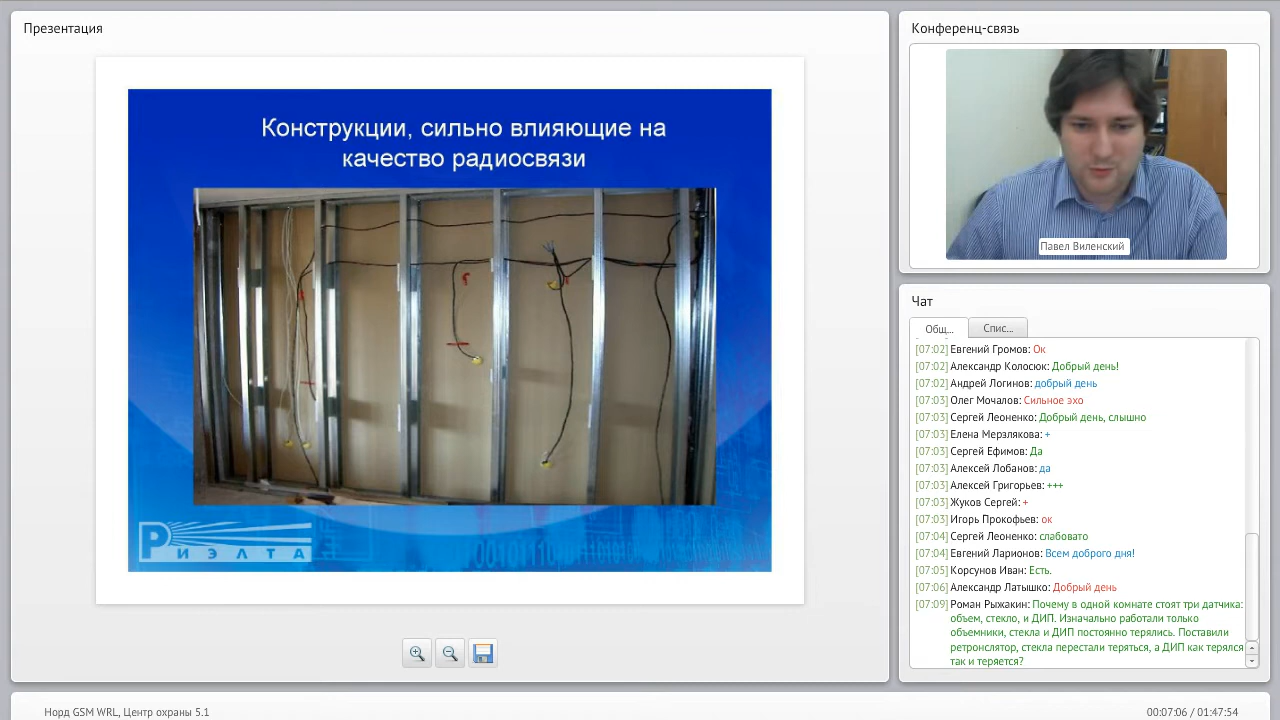 Презентация
Конструкции, сильно влияющие на
качество радиосвязи
РИЭЛТА
Конференц-связь
Павел Виленский
Чат
Общ...
Спис...
[07:02] Евгений Громов: Ок
[07:02] Александр Колосюк: Добрый день!
[07:02] Андрей Логинов: добрый день
[07:03] Олег Мочалов: Сильное эхо
[07:03] Сергей Леоненко: Добрый день, слышно
[07:03] Елена Мерзлякова: +
[07:03] Сергей Ефимов: Да
[07:03] Алексей Лобанов: да
[07:03] Алексей Григорьев: +++
[07:03] Жуков Сергей: +
[07:03] Игорь Прокофьев: ок
[07:04] Сергей Леоненко: слабовато
[07:04] Евгений Ларионов: Всем доброго дня!
[07:05] Корсунов Иван: Есть.
[07:06] Александр Латышко: Добрый день
[07:09] Роман Рыжакин: Почему в одной комнате стоят три датчика:
объем, стекло, и ДИП. Изначально работали только
объемники, стекла и ДИП постоянно терялись. Поставили
ретронслятор, стекла перестали теряться, а ДИП как терялся
так и теряется?
Норд GSM WRL, Центр охраны 5.1
00:07:06 / 01:47:54